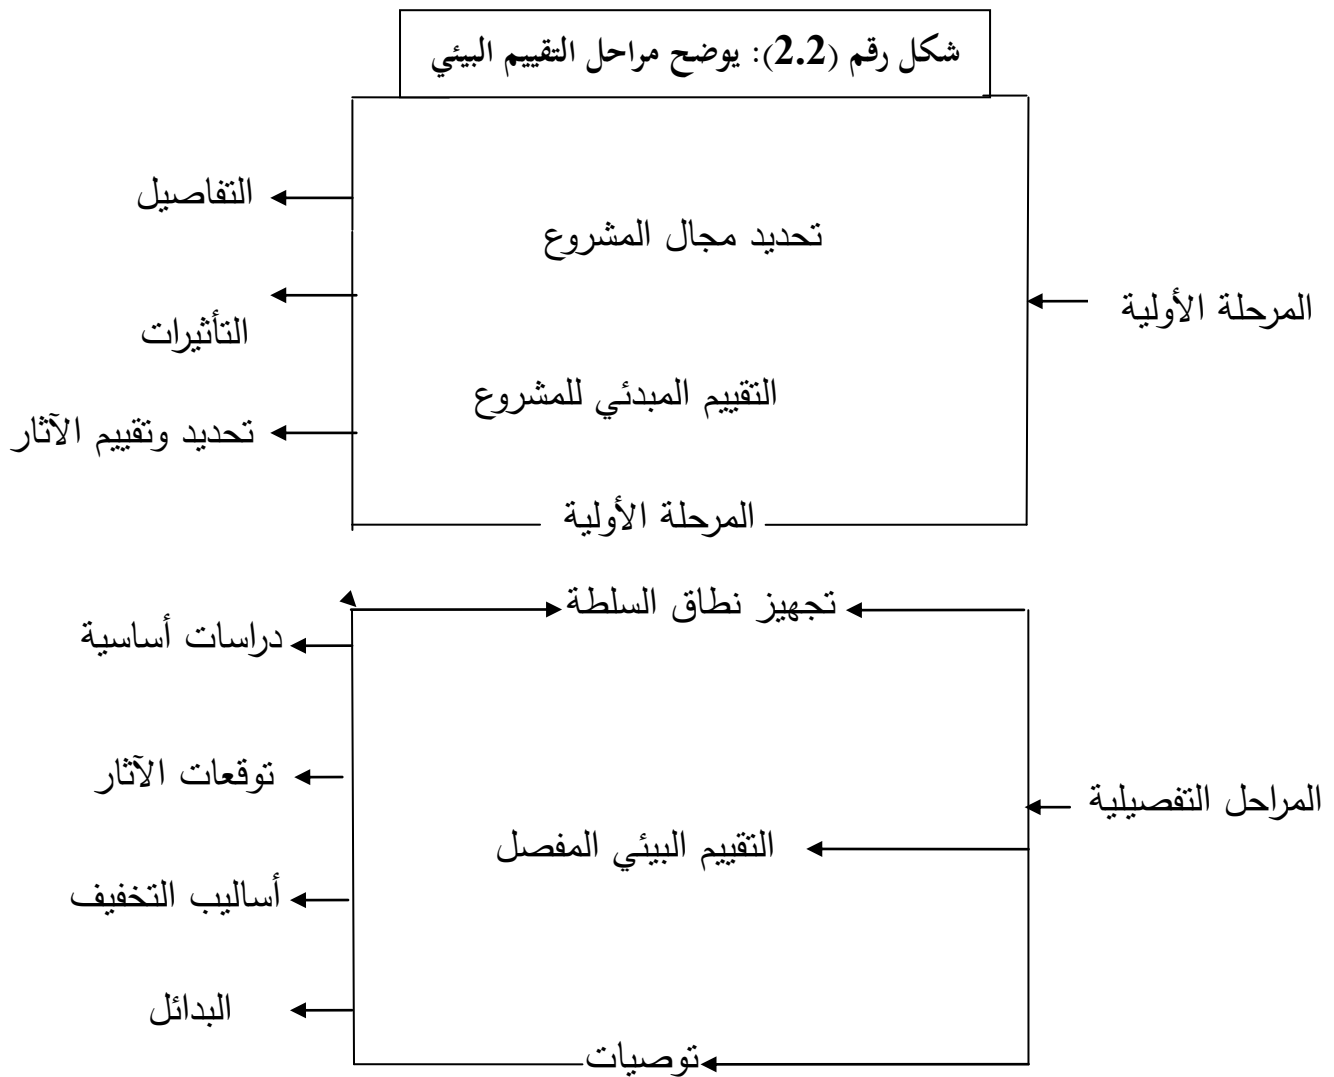 شكل رقم (2.2): يوضح مراحل التقييم البيئي
التفاصيل
تحديد مجال المشروع
المرحلة الأولية
التأثيرات
التقييم المبدئي للمشروع
تحديد وتقييم الآثار
المرحلة الأولية
تجهيز نطاق السلطة
دراسات أساسية
توقعات الآثار
المراحل التفصيلية
التقييم البيئي المفصل
أساليب التخفيف
البدائل
توصيات